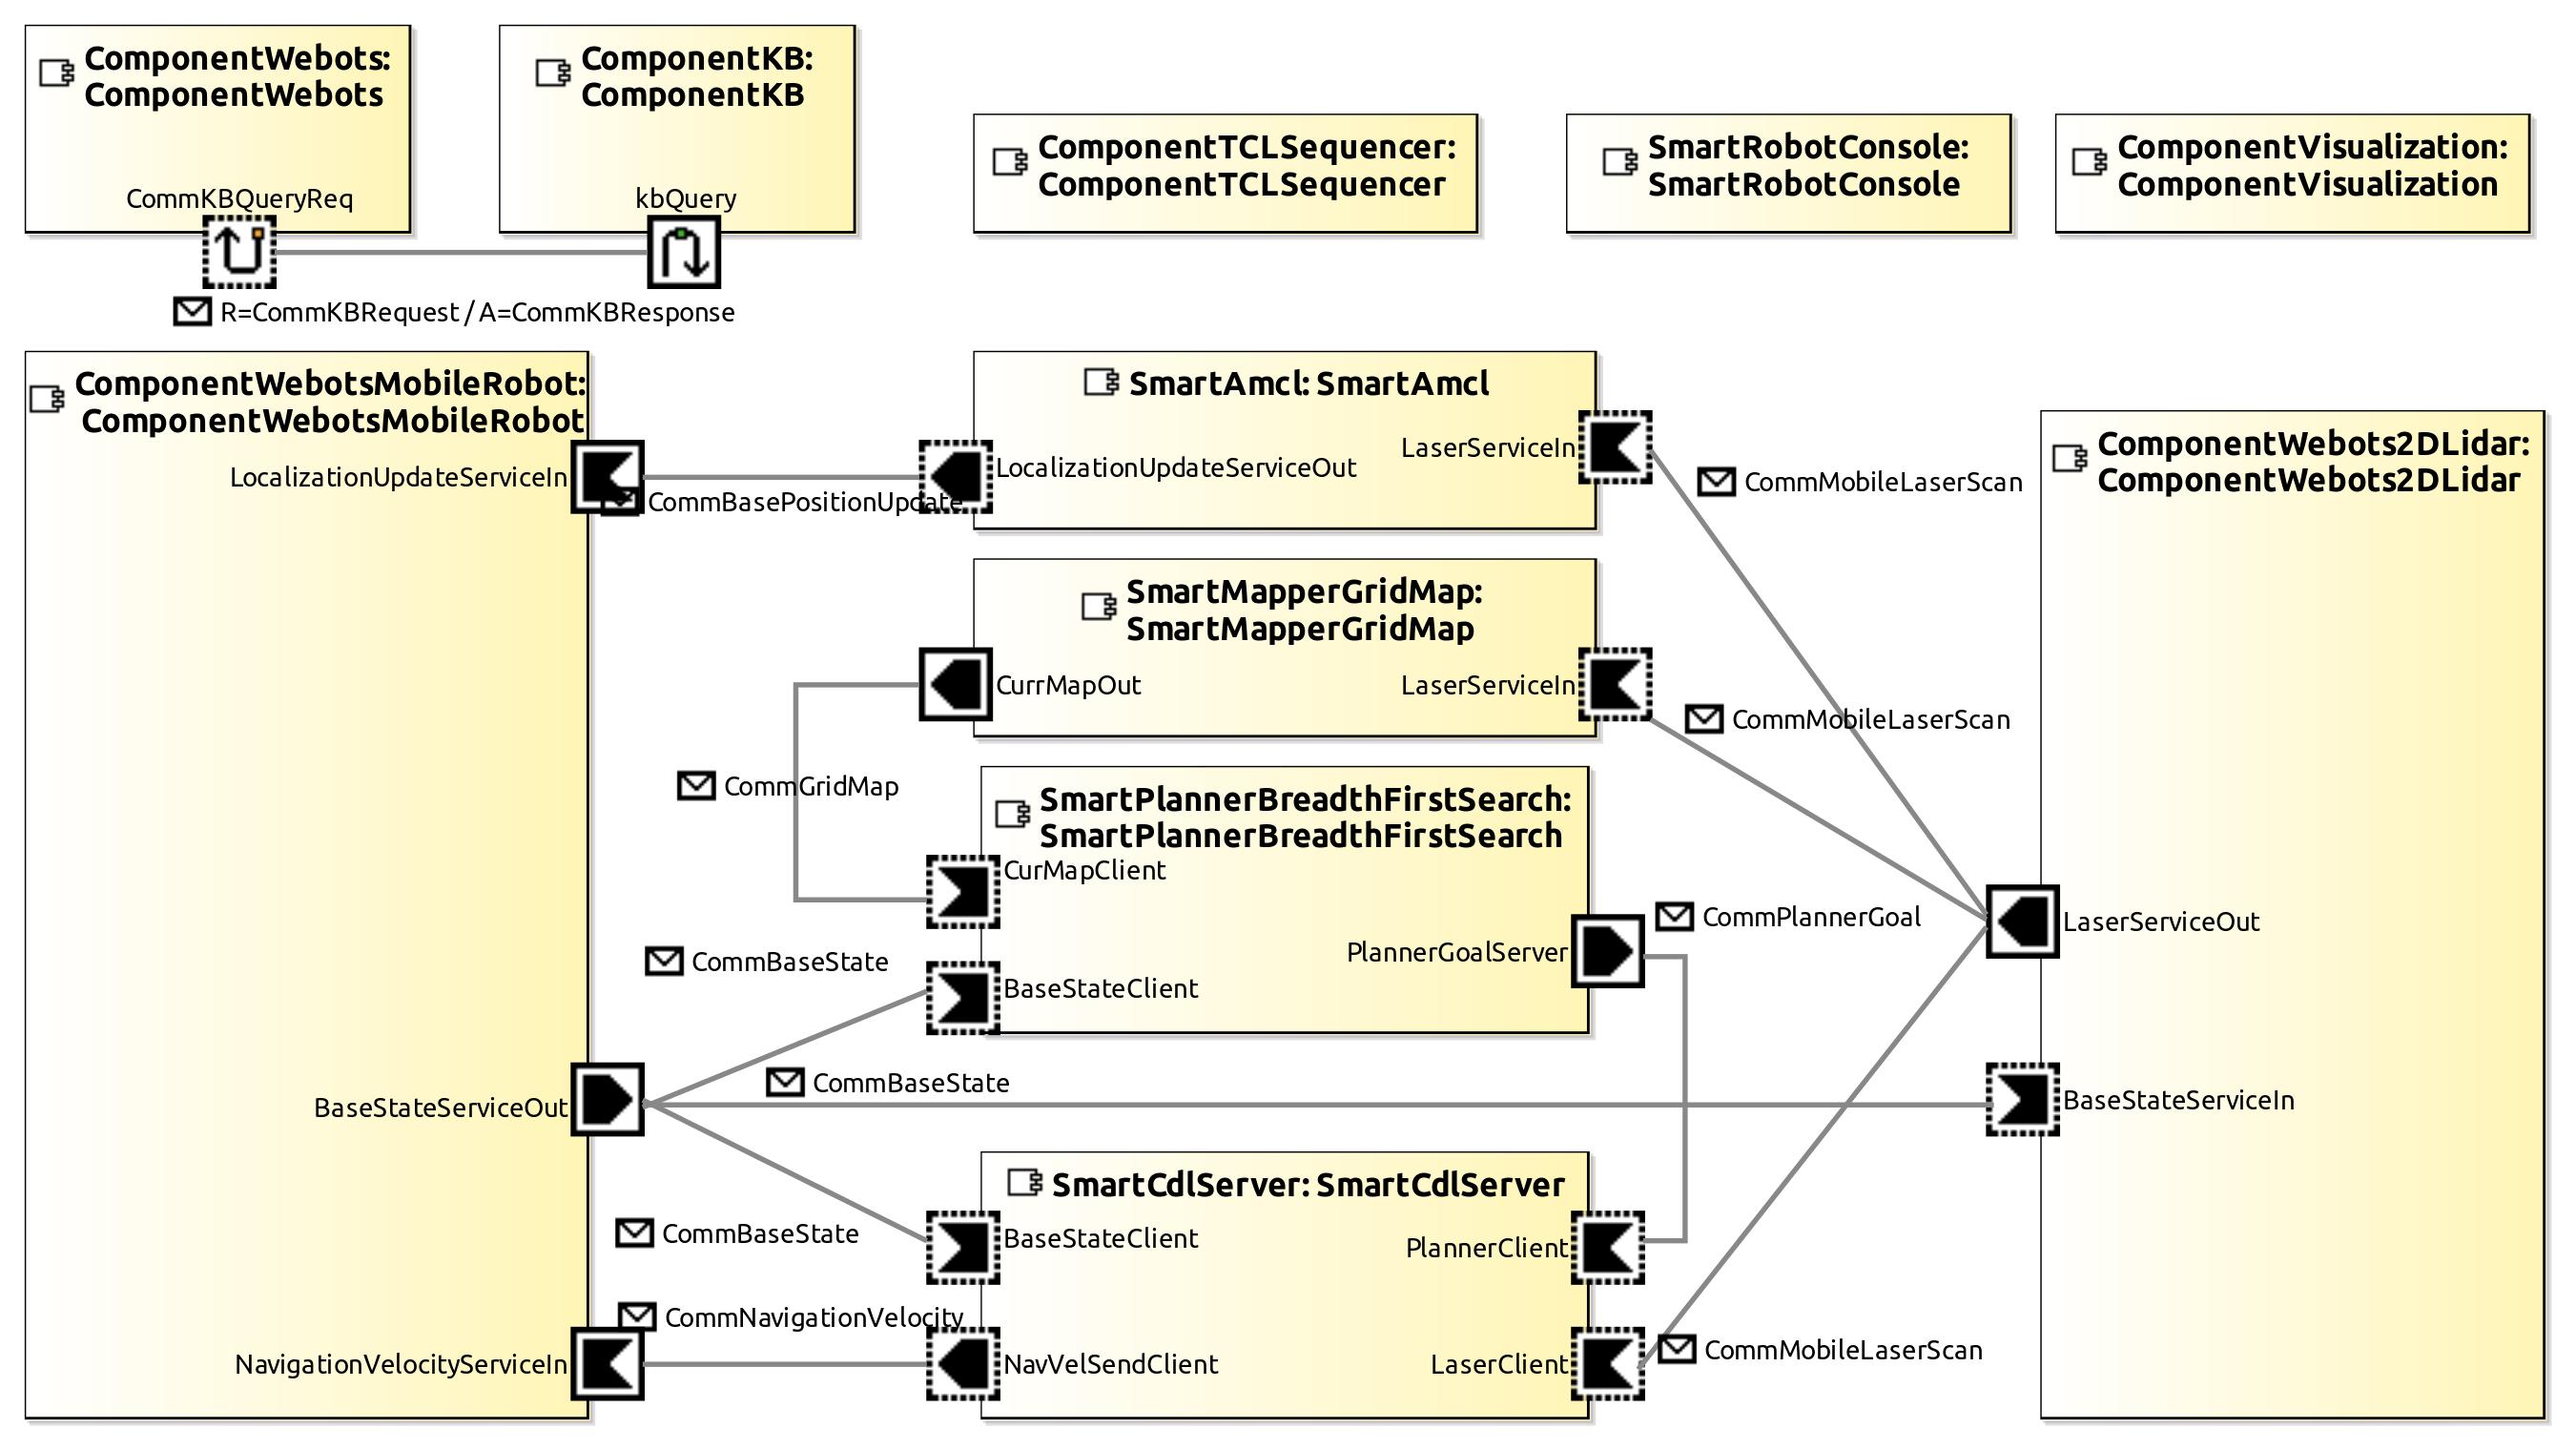 ComponentWebots:
ComponentWebots
CommKBQueryReq
ComponentKB:
ComponentKB
kbQuery
R=CommKBRequest / A=CommKBResponse
ComponentTCLSequencer:
ComponentTCLSequencer
SmartRobotConsole:
SmartRobotConsole
ComponentVisualization:
ComponentVisualization
ComponentWebotsMobileRobot:
ComponentWebotsMobileRobot
LocalizationUpdateServiceIn
CommBasePositionUpdate
SmartAmcl: SmartAmcl
LaserServiceIn
LocalizationUpdateServiceOut
CommMobileLaserScan
ComponentWebots2DLidar:
ComponentWebots2DLidar
SmartMapperGridMap:
SmartMapperGridMap
CurrMapOut
LaserServiceIn
CommMobileLaserScan
CommGridMap
SmartPlannerBreadthFirstSearch:
SmartPlannerBreadthFirstSearch
CurMapClient
CommPlannerGoal
LaserServiceOut
PlannerGoalServer
CommBaseState
BaseStateClient
CommBaseState
BaseStateServiceOut
BaseStateServiceIn
SmartCdlServer: SmartCdlServer
CommBaseState
BaseStateClient
PlannerClient
CommNavigationVelocity
NavigationVelocityServiceIn
NavVelSendClient
LaserClient
CommMobileLaserScan